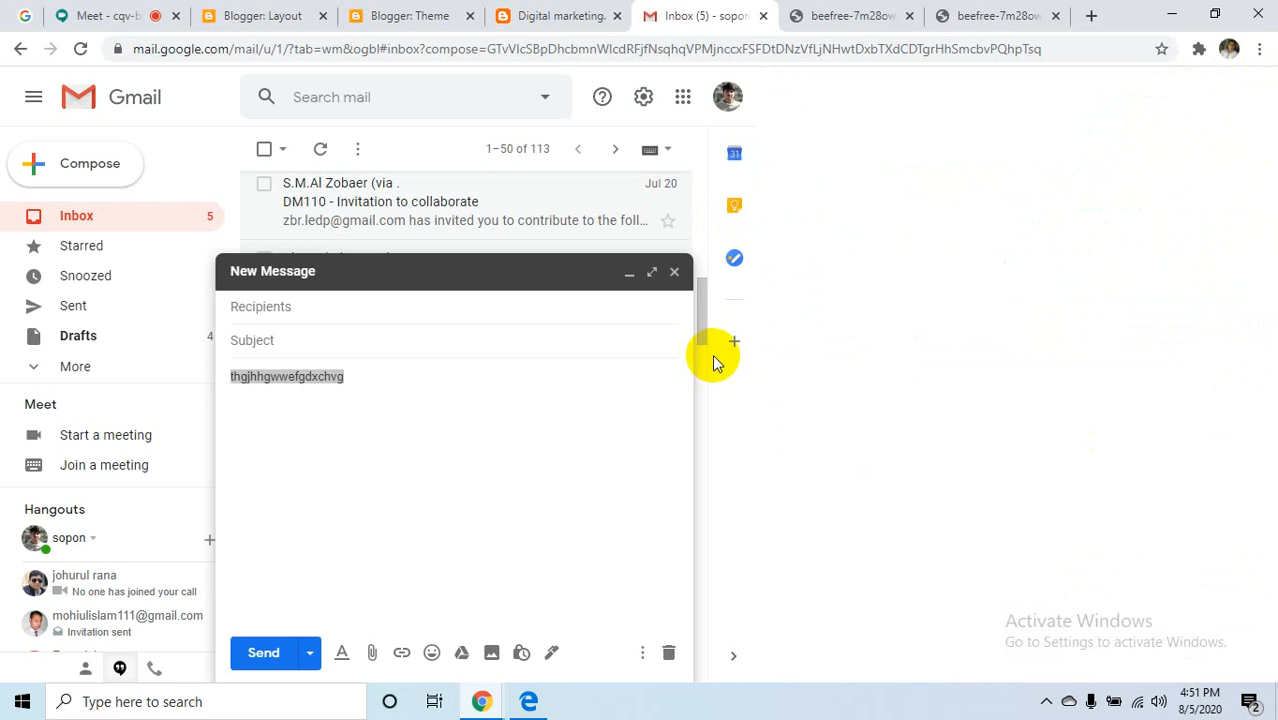 Meet - cqv-b
Blogger: Layout
Blogger: Theme
Digital marketing.
Inbox (5) - sopon
beefree-7m28ow
beefree-7m28ow
mail.google.com/mail/u/1/?tab=wm&ogbl#inbox?compose=GTvVlcSBpDhcbmnWlcdRFjfNsqhqVPMjnccxFSFDtDNzVfLjNHwtDxbTXdCDTgrHhSmcbvPQhpTsq
Gmail
Search mail
Compose
1–50 of 113
31
S.M.Al Zobaer (via .
Jul 20
DM110 - Invitation to collaborate
zbr.ledp@gmail.com has invited you to contribute to the foll...
Inbox 5
Starred
Snoozed
Sent
Drafts 4
More
New Message
Recipients
Subject
thgjhhgwwefgdxchvg
Meet
Start a meeting
Join a meeting
Hangouts
sopon
johurul rana
No one has joined your call
mohiulislam111@gmail.com
Invitation sent
Send
Activate Windows
Go to Settings to activate Windows.
Type here to search
4:51 PM
8/5/2020
2